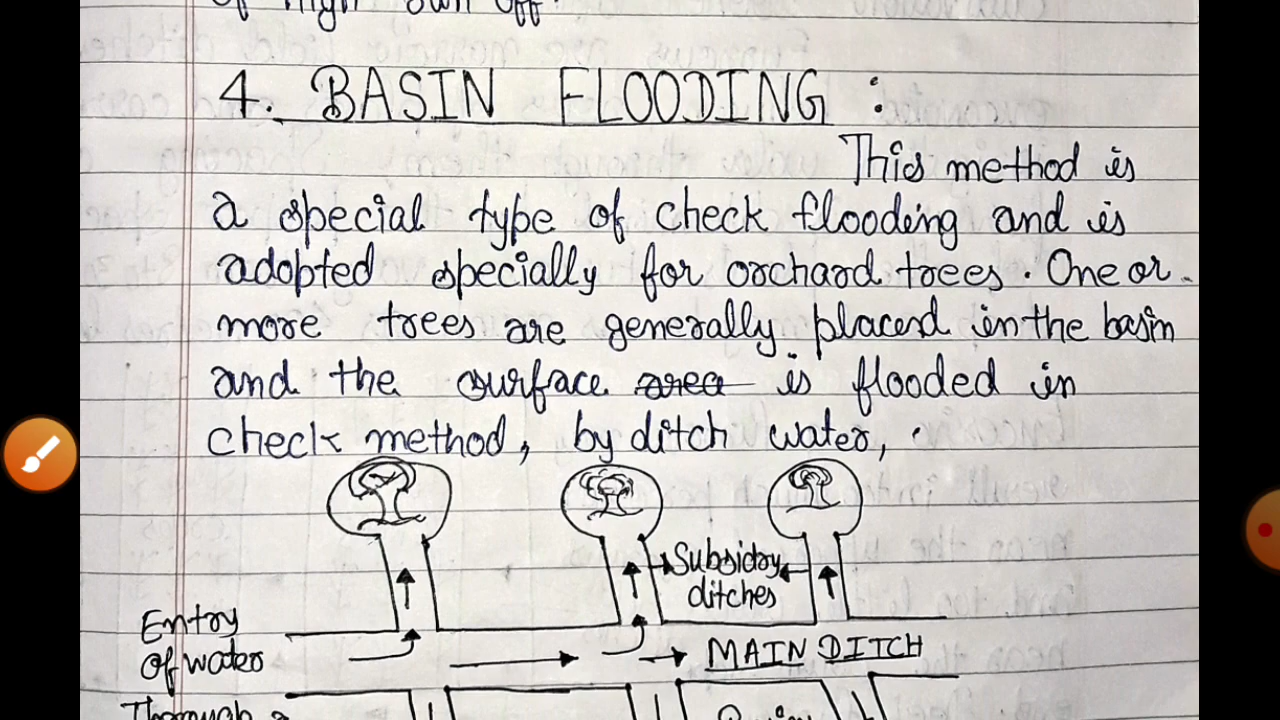 4. BASIN FLOODING :
This method is
a special type of check flooding and is
adopted specially for orchard trees. One or
more trees are generally placed in the basin
and the surface area is flooded in
check method, by ditch water,
Subsidry
ditches
Entry
of water
MAIN DITCH